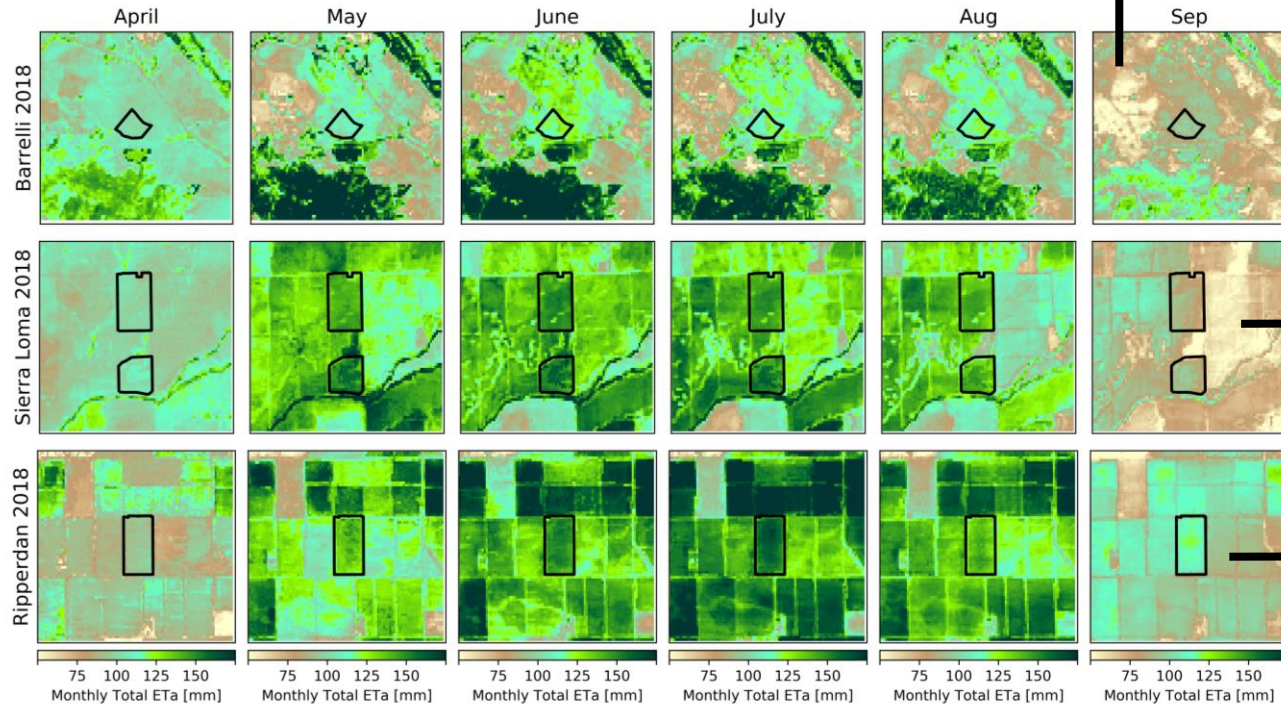 April May June July Aug Sep
Barrelli 2018
Sierra Loma 2018
Ripperdan 2018
75 100 125 150 75 100 125 150 75 100 125 150 75 100 125 150 75 100 125 150 75 100 125 150
Monthly Total ETa [mm] Monthly Total ETa [mm] Monthly Total ETa [mm] Monthly Total ETa [mm] Monthly Total ETa [mm] Monthly Total ETa [mm]